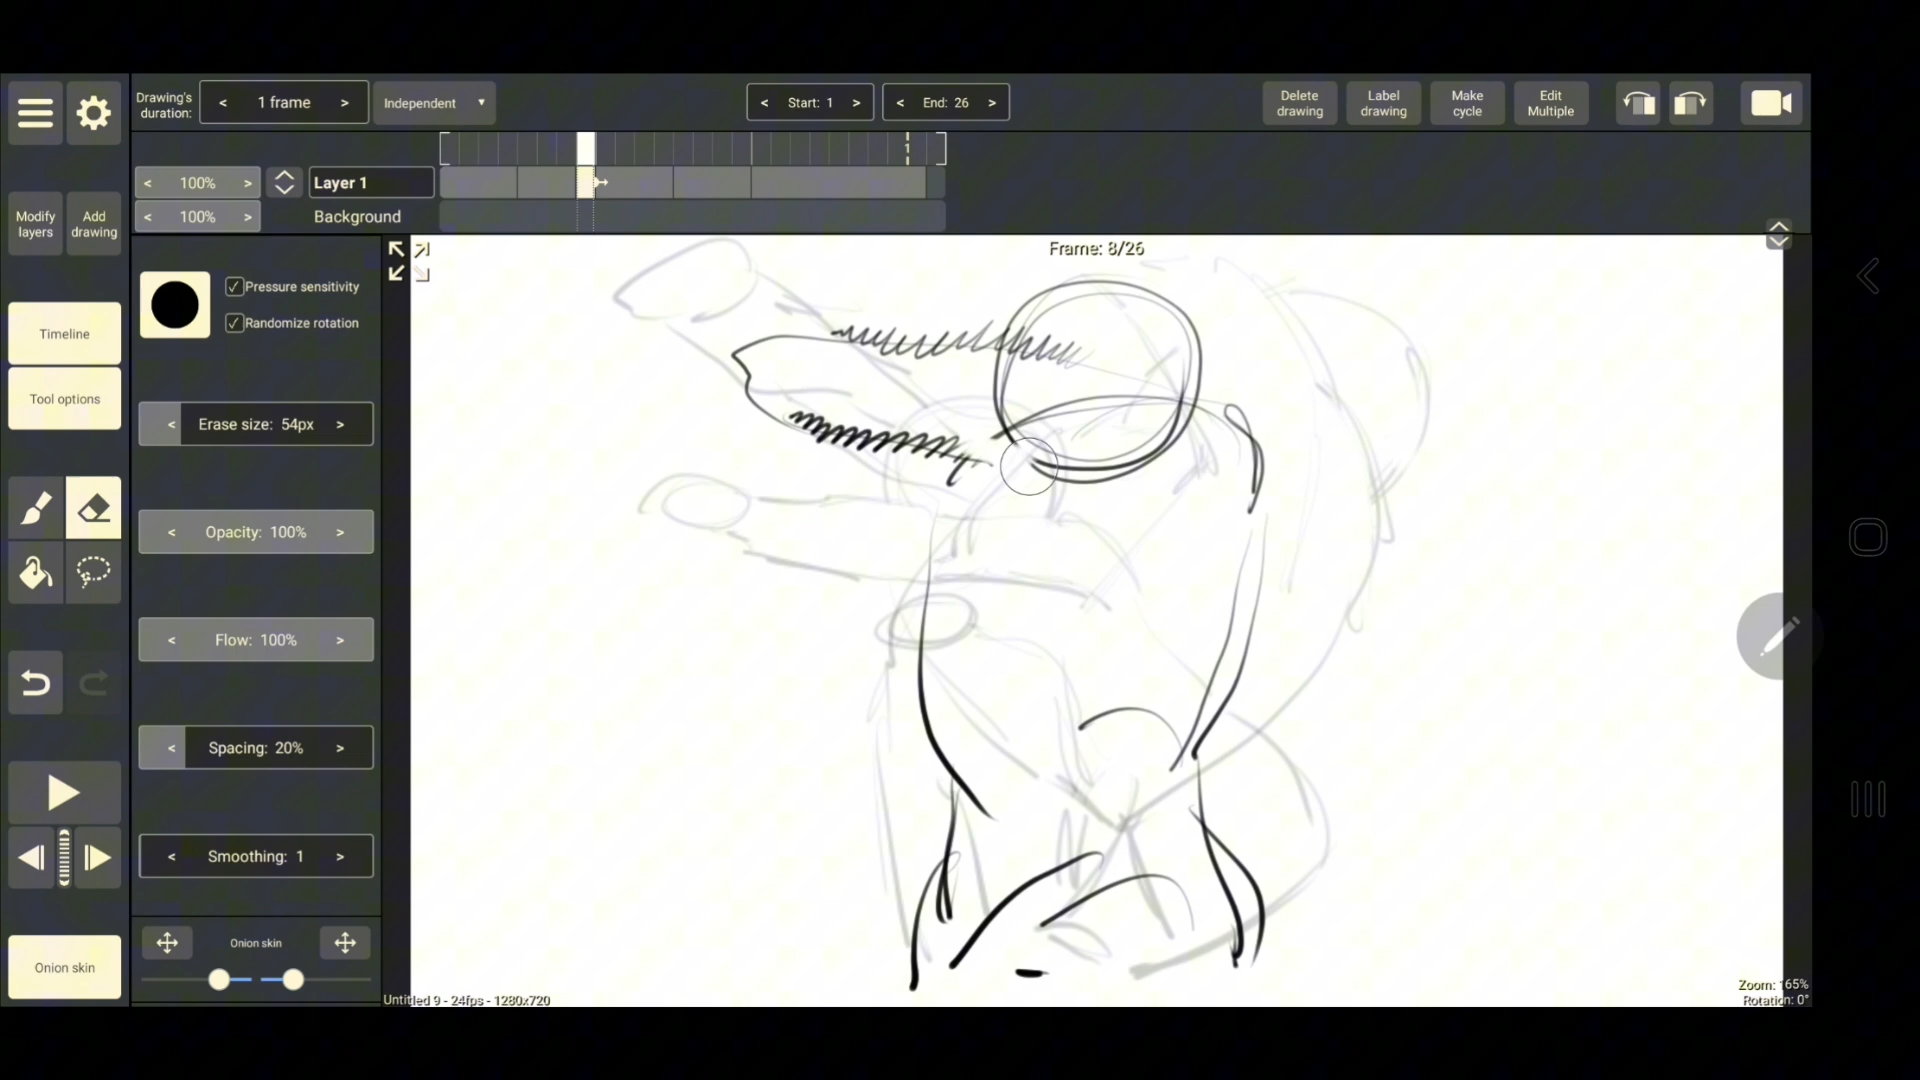 Drawing's
duration:
< 1 frame >
Independent
< Start: 1 >
< End: 26 >
Delete
drawing
Label
drawing
Make
cycle
Edit
Multiple
1
< 100% >
Layer 1
< 100% >
Background
Modify
layers
Add
drawing
Frame: 8/26
Pressure sensitivity
Randomize rotation
Timeline
Tool options
< Erase size: 54px >
< Opacity: 100% >
< Flow: 100% >
< Spacing: 20% >
< Smoothing: 1 >
Onion skin
Onion skin
Untitled 9 - 24fps - 1280x720
Zoom: 165%
Rotation: 0°